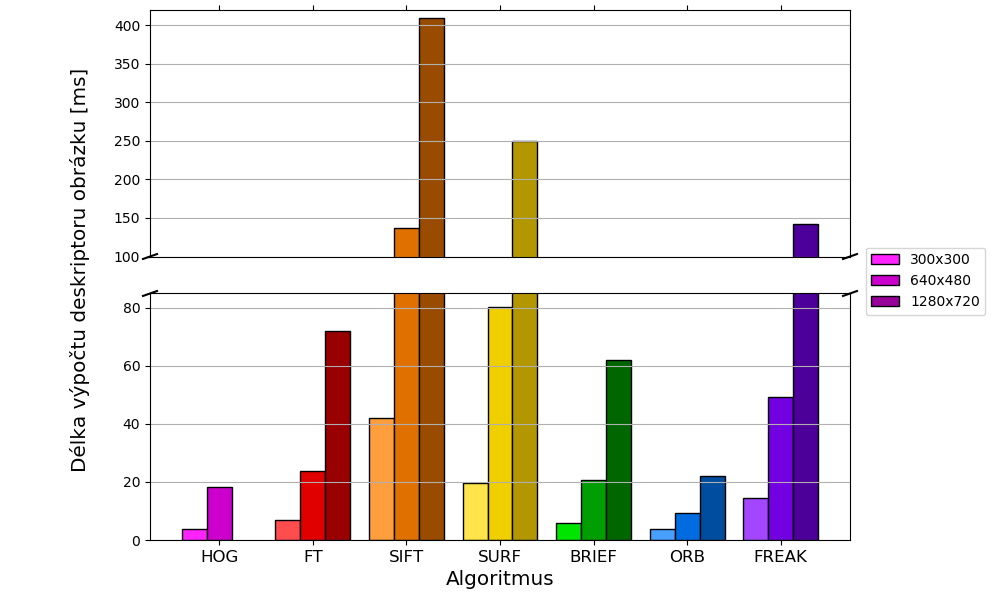 Délka výpočtu deskriptoru obrázku [ms]
400
350
300
250
200
150
100
80
60
40
20
0
HOG FT SIFT SURF BRIEF ORB FREAK
Algoritmus
300x300
640x480
1280x720